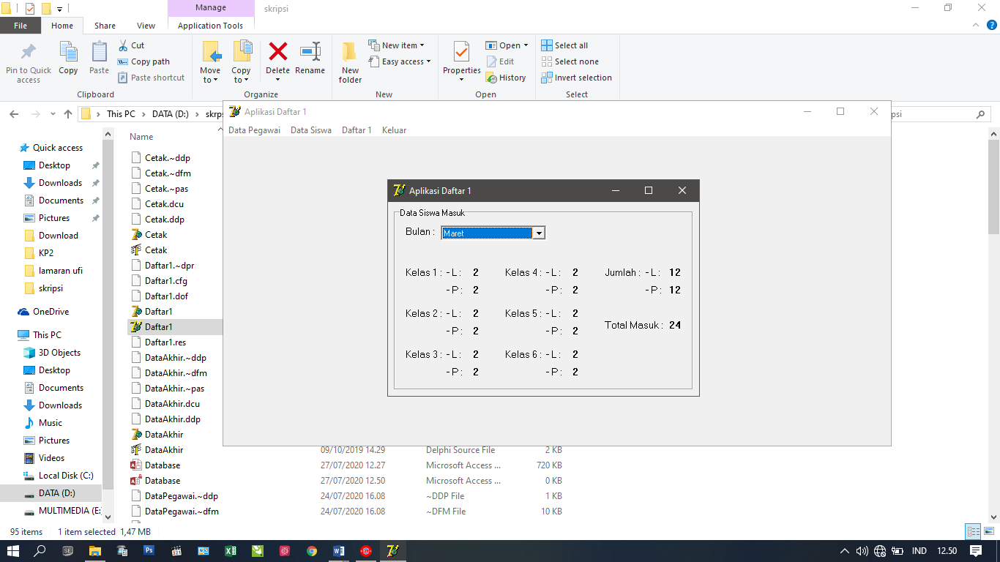 Manage
skripsi
File
Home
Share
View
Application Tools
Pin to Quick access
Copy
Paste
Cut
Copy path
Paste shortcut
Clipboard
Move to
Copy to
Delete
Rename
Organize
New folder
New item
Easy access
New
Properties
Open
Edit
History
Open
Select all
Select none
Invert selection
Select
This PC
DATA (D:)
skrps
psi
Quick access
Desktop
Downloads
Documents
Pictures
Download
KP2
lamaran ufi
skripsi
OneDrive
This PC
3D Objects
Desktop
Documents
Downloads
Music
Pictures
Videos
Local Disk (C:)
DATA (D:)
MULTIMEDIA (E:
Name
Cetak.~ddp
Cetak.~dfm
Cetak.~pas
Cetak.dcu
Cetak.ddp
Cetak
Cetak
Daftar1.~dpr
Daftar1.cfg
Daftar1.dof
Daftar1
Daftar1
Daftar1.res
DataAkhir.~ddp
DataAkhir.~dfm
DataAkhir.~pas
DataAkhir.dcu
DataAkhir.ddp
DataAkhir
DataAkhir 09/10/2019 14.29 Delphi Source File 2 KB
Database 27/07/2020 12.27 Microsoft Access ... 720 KB
Database 27/07/2020 12.50 Microsoft Access ... 0 KB
DataPegawai.~ddp 24/07/2020 16.08 ~DDP File 1 KB
DataPegawai.~dfm 24/07/2020 16.08 ~DFM File 10 KB
Aplikasi Daftar 1
Data Pegawai Data Siswa Daftar 1 Keluar
Aplikasi Daftar 1
Data Siswa Masuk
Bulan : Maret
Kelas 1 : - L : 2 Kelas 4 : - L : 2 Jumlah : - L : 12
- P : 2 - P : 2 - P : 12
Kelas 2 : - L : 2 Kelas 5 : - L : 2
Total Masuk : 24
- P : 2 - P : 2
Kelas 3 : - L : 2 Kelas 6 : - L : 2
- P : 2 - P : 2
95 items 1 item selected 1,47 MB
IND 12.50